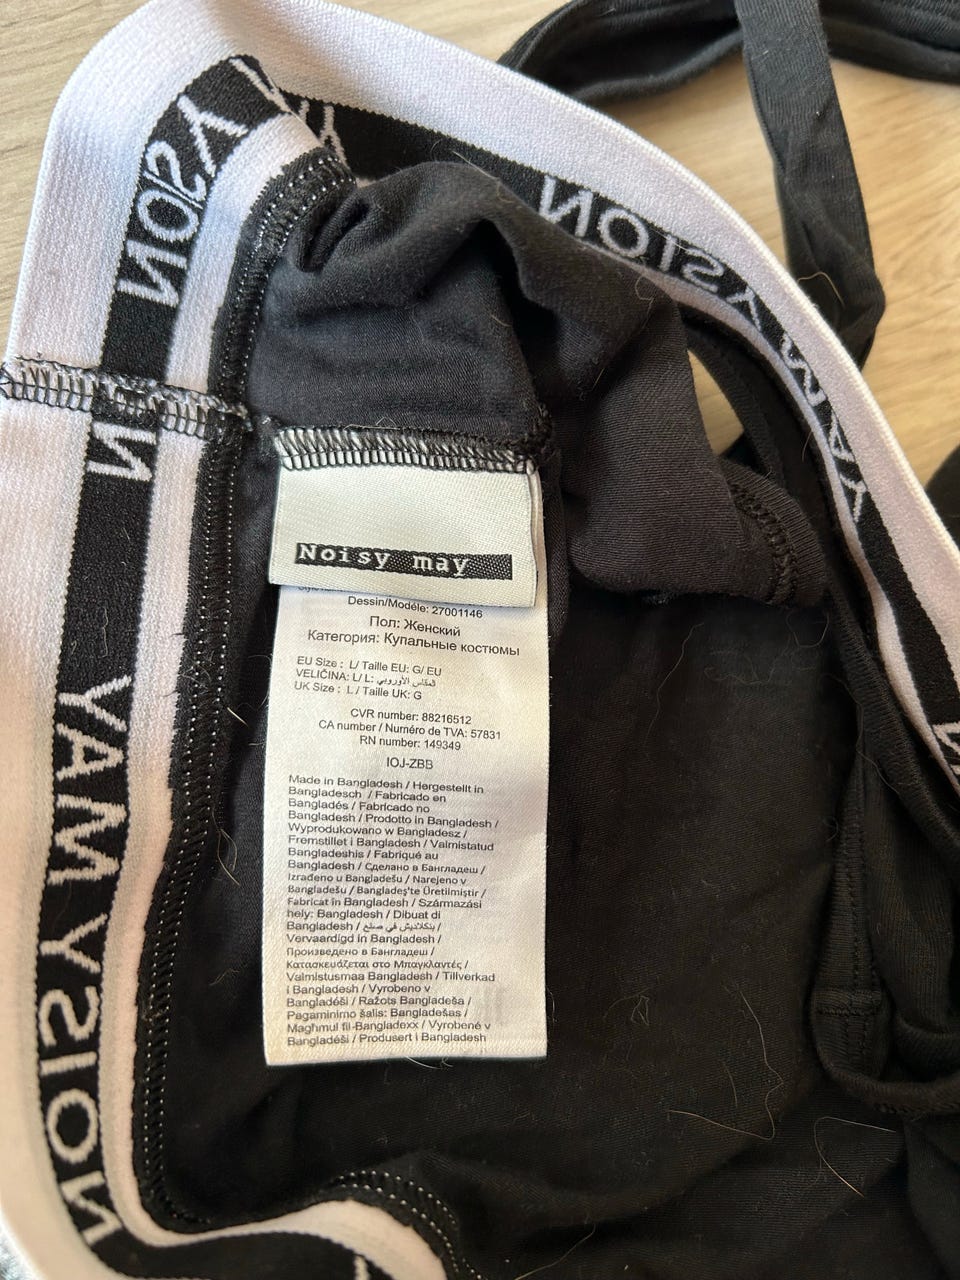 NOISY MAY
NOISY MAY
NOISY MAY
Noisy may
Dessin/Modéle: 27001146
Пол: Женский
Категория: Купальные костюмы
EU Size : L/ Taille EU: G/ EU
VELIČINA: L/ L: المقاس الأوروبي
UK Size : L / Taille UK: G
CVR number: 88216512
CA number / Numéro de TVA: 57831
RN number: 149349
IOJ-ZBB
Made in Bangladesh / Hergestellt in
Bangladesch / Fabricado en
Bangladés / Fabricado no
Bangladesh / Prodotto in Bangladesh /
Wyprodukowano w Bangladesz /
Fremstillet i Bangladesh / Valmistatud
Bangladeshis / Fabriqué au
Bangladesh / Сделано в Бангладеш /
Izrađeno u Bangladešu / Narejeno v
Bangladešu / Bangladeş'te Üretilmiştir /
Fabricat în Bangladesh / Származási
hely: Bangladesh / Dibuat di
Bangladesh / بنكلاديش في صنع /
Vervaardigd in Bangladesh /
Произведено в Бангладеш /
Κατασκευάζεται στο Μπαγκλαντές /
Valmistusmaa Bangladesh / Tillverkad
i Bangladesh / Vyrobeno v
Bangladéši / Ražots Bangladeša /
Pagaminimo šalis: Bangladešas /
Magħmul fil-Bangladexx / Vyrobené v
Bangladéši / Produsert i Bangladesh